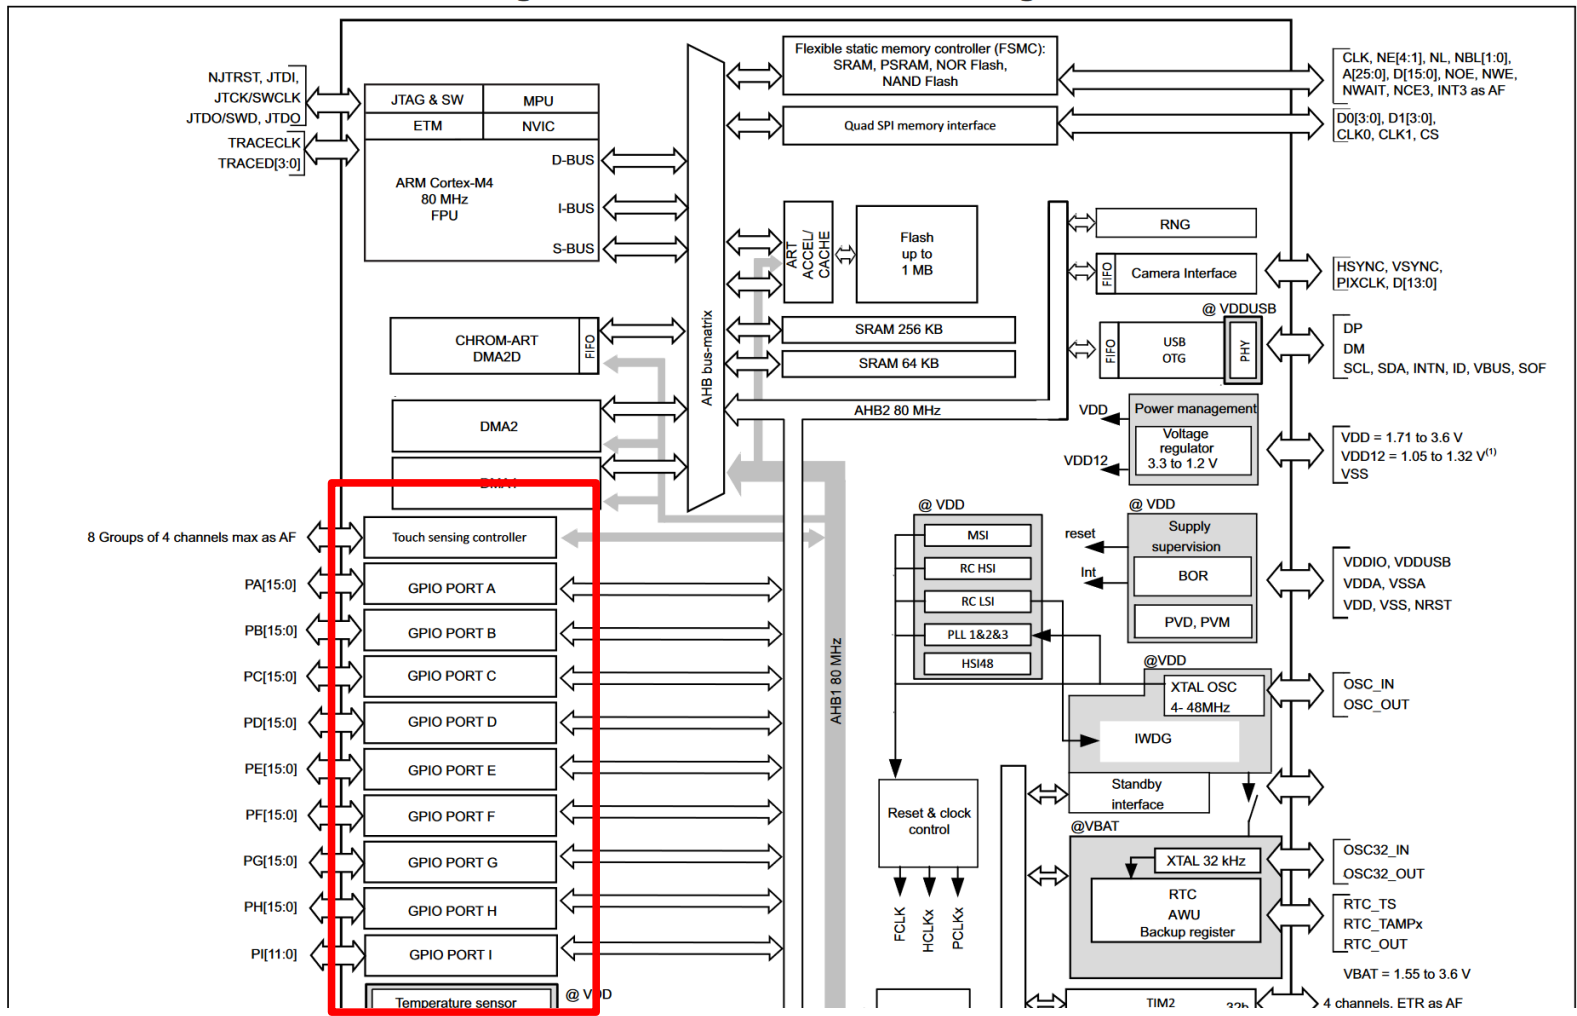 Flexible static memory controller (FSMC):
SRAM, PSRAM, NOR Flash,
NAND Flash
CLK, NE[4:1], NL, NBL[1:0],
A[25:0], D[15:0], NOE, NWE,
NWAIT, NCE3, INT3 as AF
NJTRST, JTDI,
JTCK/SWCLK
JTDO/SWD, JTDO
TRACECLK
TRACED[3:0]
JTAG & SW
MPU
ETM
NVIC
D-BUS
ARM Cortex-M4
80 MHz
FPU
I-BUS
S-BUS
Quad SPI memory interface
D0[3:0], D1[3:0],
CLK0, CLK1, CS
AHB bus-matrix
ART
ACCEL/
CACHE
Flash
up to
1 MB
RNG
FIFO
Camera Interface
HSYNC, VSYNC,
PIXCLK, D[13:0]
@ VDDUSB
FIFO
USB
OTG
PHY
DP
DM
SCL, SDA, INTN, ID, VBUS, SOF
CHROM-ART
DMA2D
FIFO
SRAM 256 KB
SRAM 64 KB
AHB2 80 MHz
DMA2
DMA1
VDD
Power management
Voltage
regulator
3.3 to 1.2 V
VDD12
VDD = 1.71 to 3.6 V
VDD12 = 1.05 to 1.32 V(1)
VSS
@ VDD
MSI
RC HSI
RC LSI
PLL 1&2&3
HSI48
@ VDD
reset
Supply
supervision
Int
BOR
PVD, PVM
VDDIO, VDDUSB
VDDA, VSSA
VDD, VSS, NRST
8 Groups of 4 channels max as AF
Touch sensing controller
PA[15:0]
GPIO PORT A
PB[15:0]
GPIO PORT B
PC[15:0]
GPIO PORT C
PD[15:0]
GPIO PORT D
PE[15:0]
GPIO PORT E
PF[15:0]
GPIO PORT F
PG[15:0]
GPIO PORT G
PH[15:0]
GPIO PORT H
PI[11:0]
GPIO PORT I
Temperature sensor
@ VDD
AHB1 80 MHz
@VDD
XTAL OSC
4- 48MHz
IWDG
OSC_IN
OSC_OUT
Standby
interface
Reset & clock
control
FCLK
HCLKx
PCLKx
@VBAT
XTAL 32 kHz
RTC
AWU
Backup register
OSC32_IN
OSC32_OUT
RTC_TS
RTC_TAMPx
RTC_OUT
VBAT = 1.55 to 3.6 V
TIM2
32b
4 channels, ETR as AF